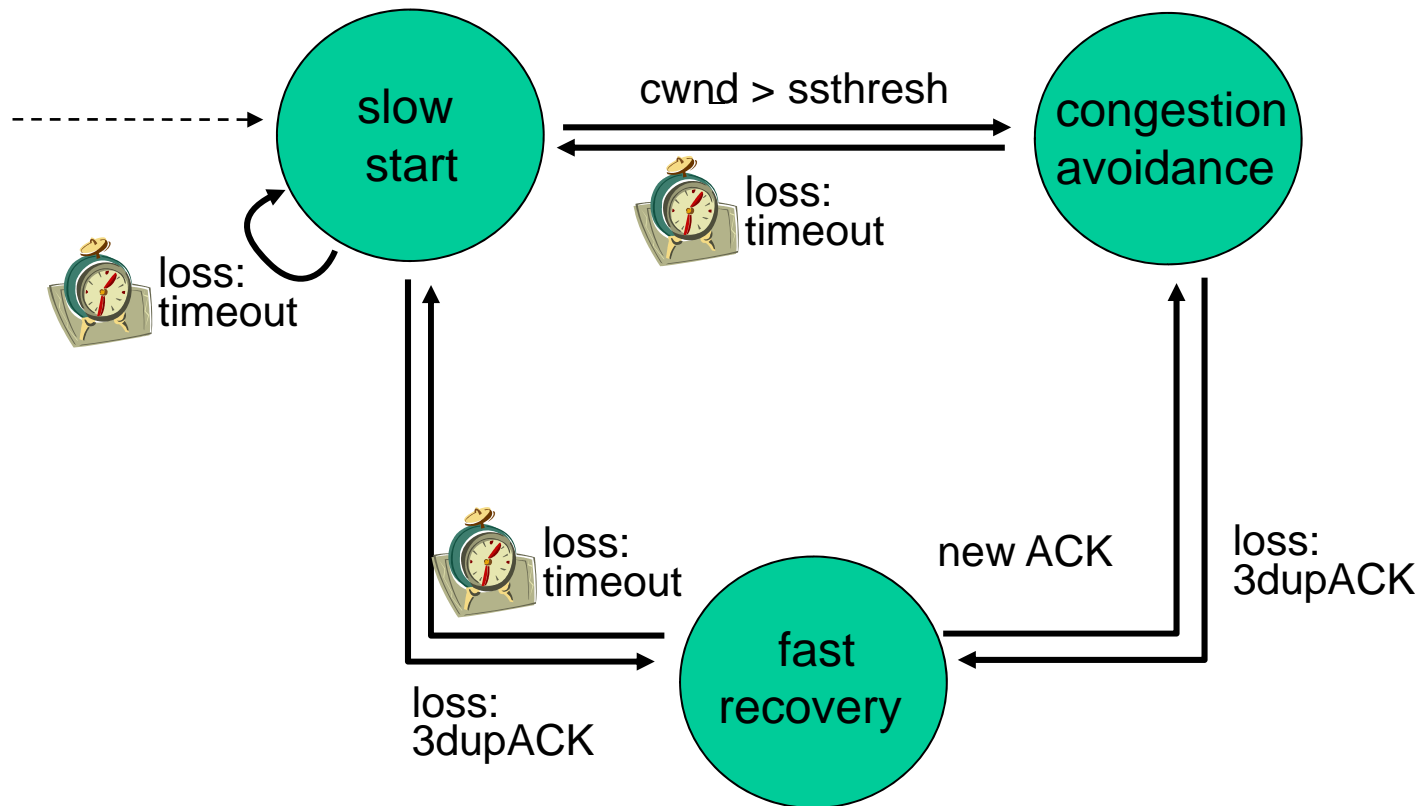 slow
start
cwnd > ssthresh
congestion
avoidance
loss:
timeout
loss:
timeout
loss:
timeout
new ACK
loss:
3dupACK
fast
recovery
loss:
3dupACK